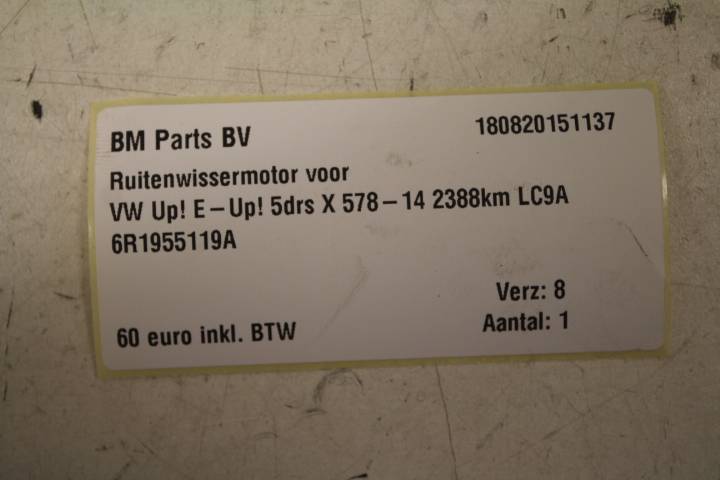 BM Parts BV 180820151137
Ruitenwissermotor voor
VW Up! E-Up! 5drs X 578-14 2388km LC9A
6R1955119A
Verz: 8
60 euro inkl. BTW Aantal: 1